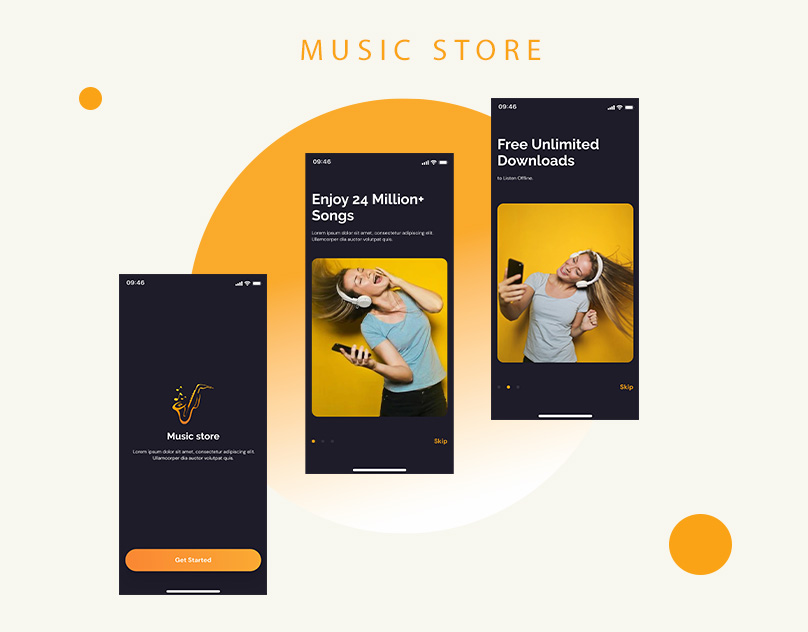 MUSIC STORE
09:46
Music store
Lorem ipsum dolor sit amet, consectetur adipiscing elit.
Ullamcorper dia auctor volutpat quis.
Get Started
09:46
Enjoy 24 Million+
Songs
Lorem ipsum dolor sit amet, consectetur adipiscing elit.
Ullamcorper dia auctor volutpat quis.
Skip
09:46
Free Unlimited
Downloads
to Listen Offline.
Skip